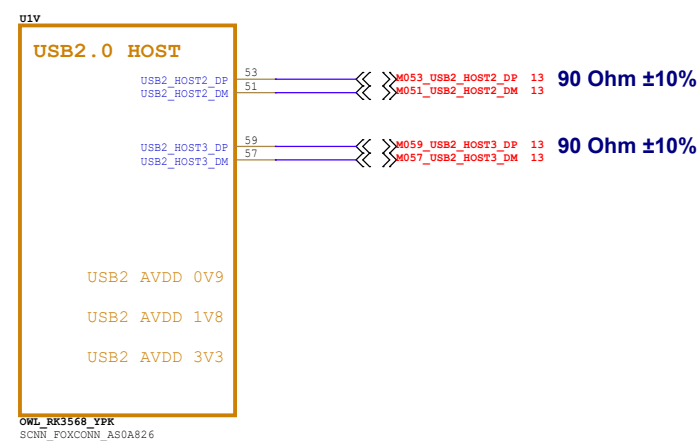 U1V
USB2.0 HOST
USB2_HOST2_DP 53 M053_USB2_HOST2_DP 13 90 Ohm ±10%
USB2_HOST2_DM 51 M051_USB2_HOST2_DM 13
USB2_HOST3_DP 59 M059_USB2_HOST3_DP 13 90 Ohm ±10%
USB2_HOST3_DM 57 M057_USB2_HOST3_DM 13
USB2 AVDD 0V9
USB2 AVDD 1V8
USB2 AVDD 3V3
OWL_RK3568_YPK
SCNN_FOXCONN_AS0A826